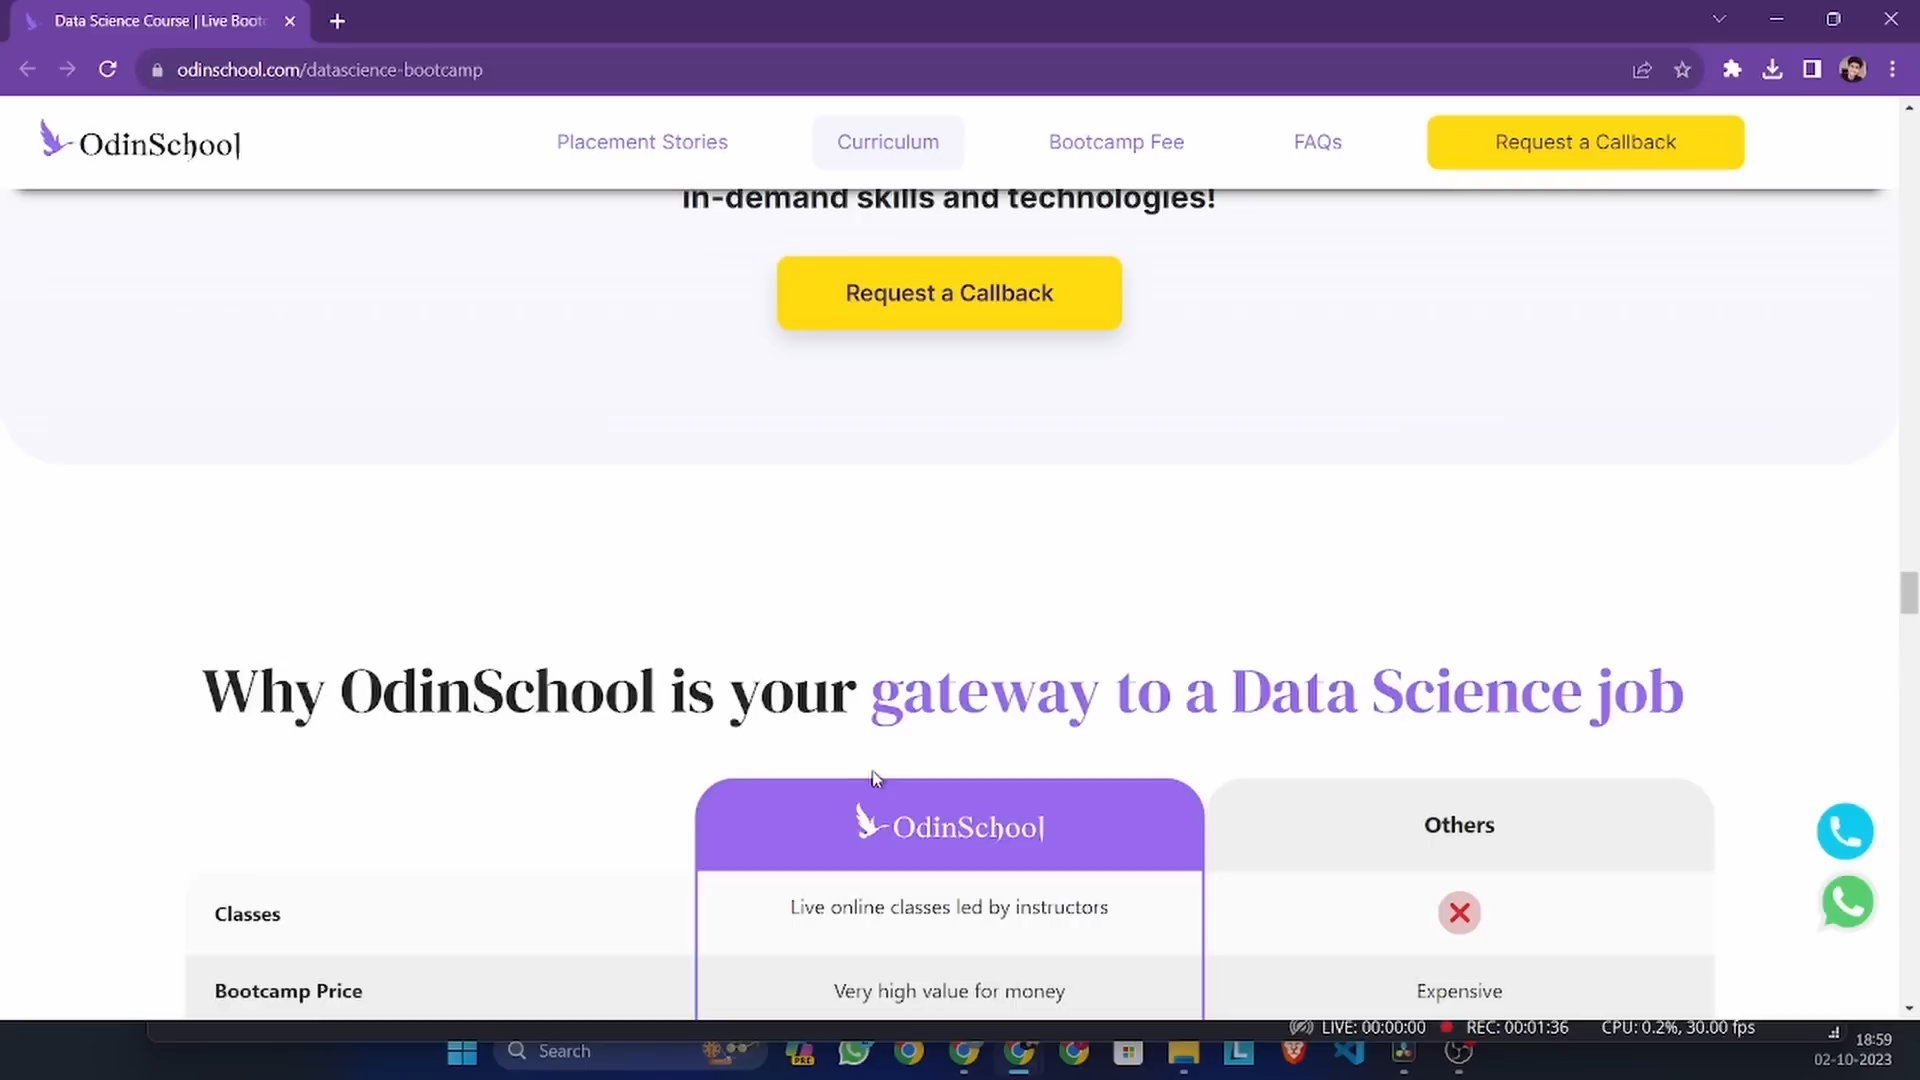 Data Science Course | Live Boot
odinschool.com/datascience-bootcamp
OdinSchool
Placement Stories
Curriculum
Bootcamp Fee
FAQs
Request a Callback
in-demand skills and technologies!
Request a Callback
Why OdinSchool is your gateway to a Data Science job
OdinSchool
Others
Classes
Live online classes led by instructors
Bootcamp Price
Very high value for money
Expensive
LIVE: 00:00:00
REC: 00:01:36
CPU: 0.2%, 30.00 fps
Search
PRE
L
18:59
02-10-2023